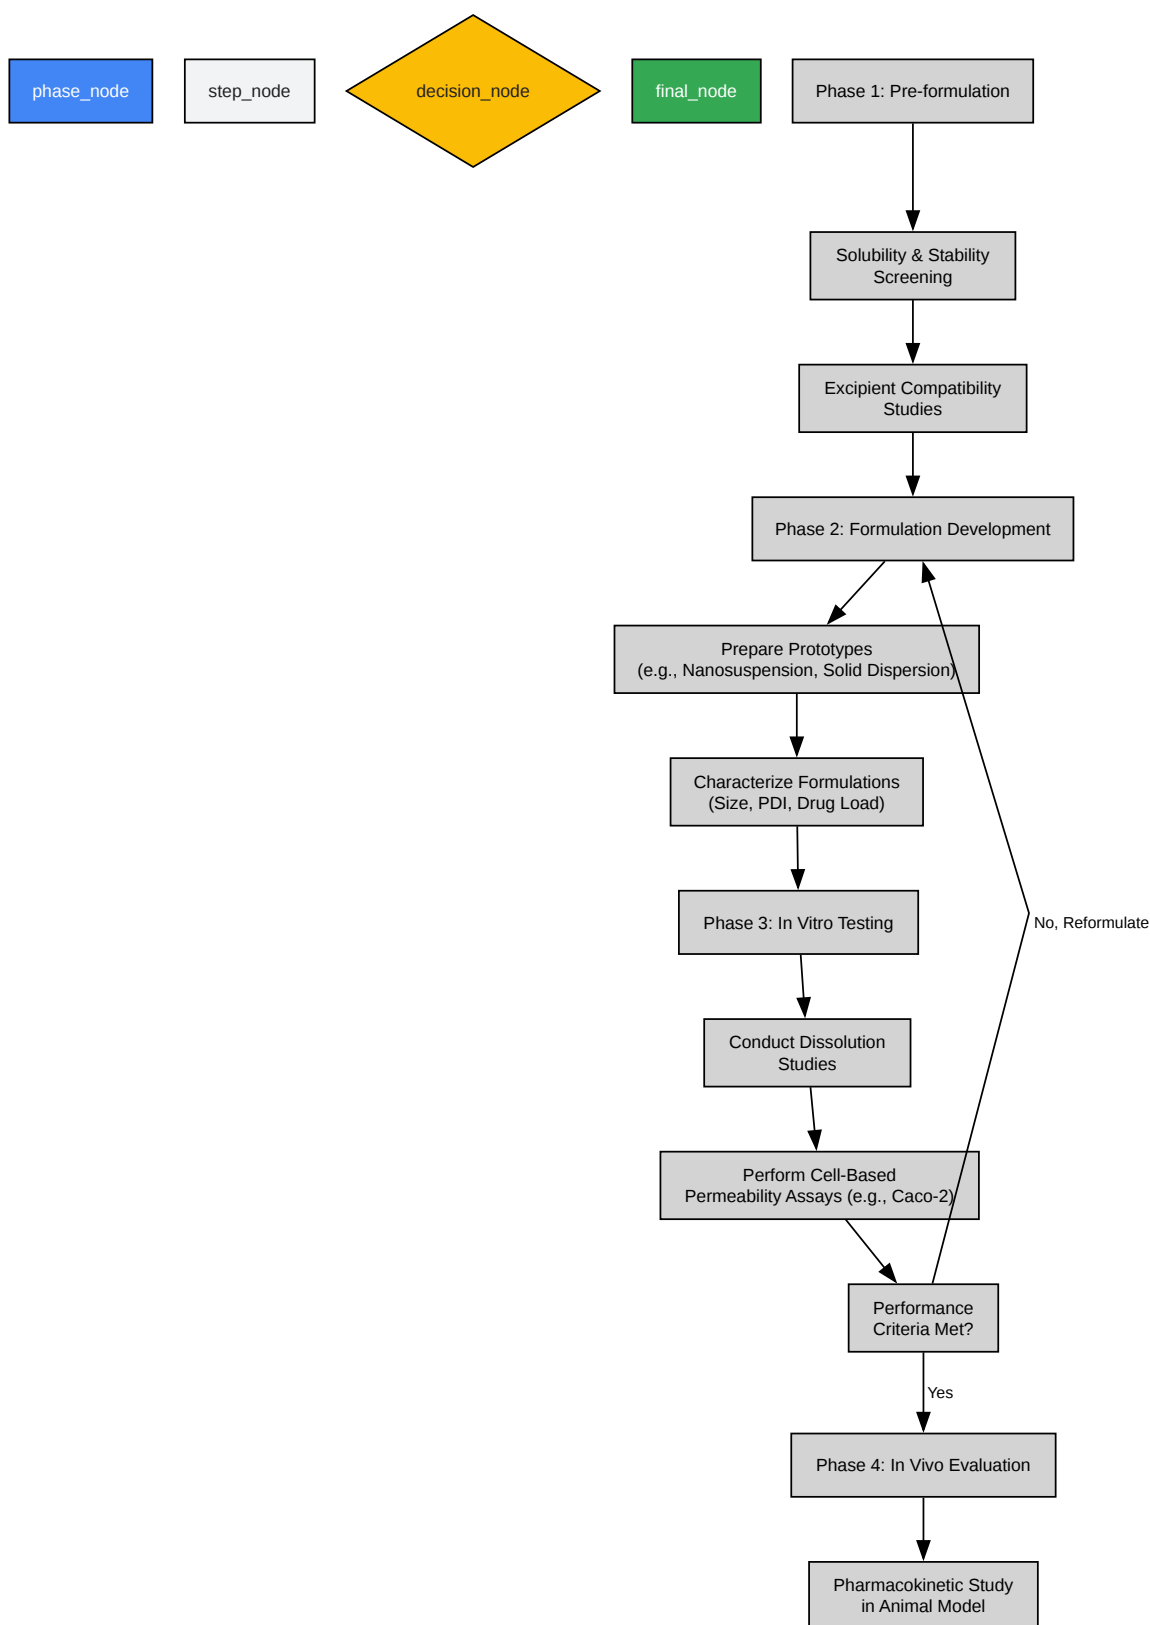 phase_node
step_node
decision_node
final_node
Phase 1: Pre-formulation
Solubility & Stability
Screening
Excipient Compatibility
Studies
Phase 2: Formulation Development
Prepare Prototypes
(e.g., Nanosuspension, Solid Dispersion)
Characterize Formulations
(Size, PDI, Drug Load)
Phase 3: In Vitro Testing
No, Reformulate
Conduct Dissolution
Studies
Perform Cell-Based
Permeability Assays (e.g., Caco-2)
Performance
Criteria Met?
Yes
Phase 4: In Vivo Evaluation
Pharmacokinetic Study
in Animal Model